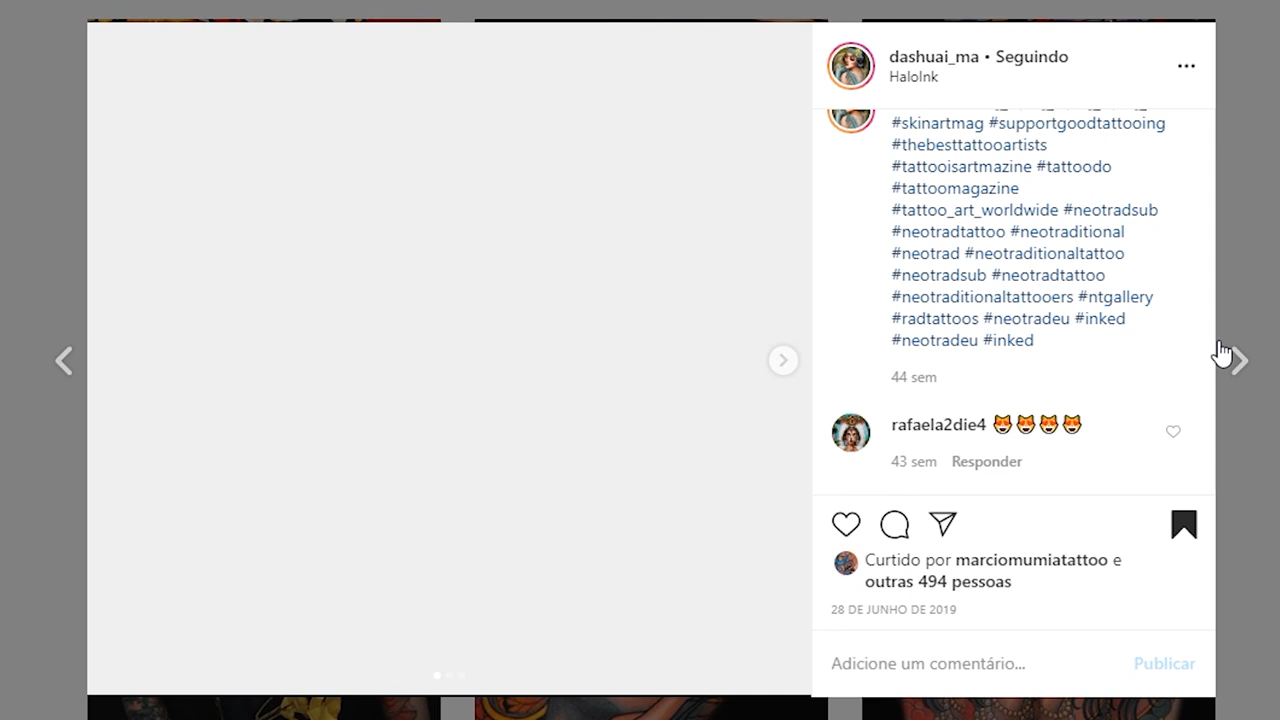 dashuai_ma • Seguindo
HaloInk
#skinartmag #supportgoodtattooing
#thebesttattooartists
#tattooisartmazine #tattoodo
#tattoomagazine
#tattoo_art_worldwide #neotradsub
#neotradtattoo #neotraditional
#neotrad #neotraditionaltattoo
#neotradsub #neotradtattoo
#neotraditionaltattooers #ntgallery
#radtattoos #neotradeu #inked
#neotradeu #inked
44 sem
rafaela2die4 😻😻😻😻
43 sem Responder
Curtido por marciomumiatattoo e
outras 494 pessoas
28 DE JUNHO DE 2019
Adicione um comentário... Publicar